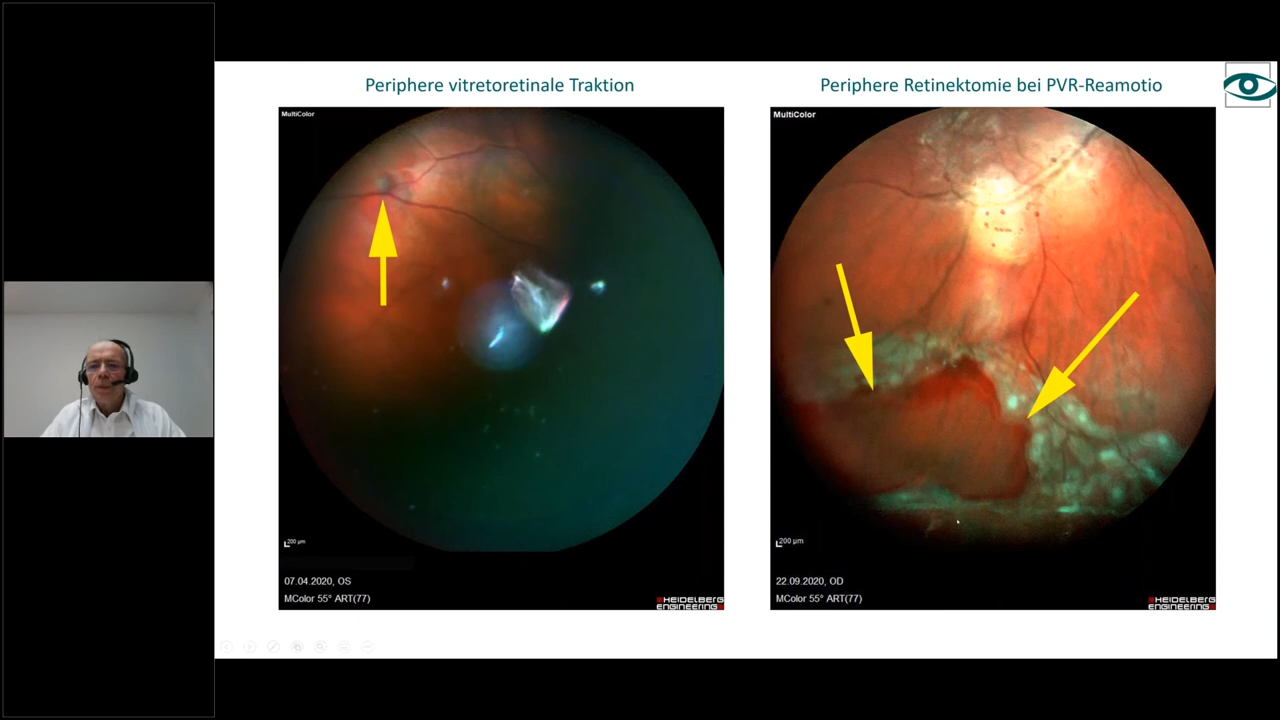 Periphere vitretoretinale Traktion
MultiColor
200 µm
07.04.2020, OS
MColor 55° ART(77)
HEIDELBERG
ENGINEERING
Periphere Retinektomie bei PVR-Reamotio
MultiColor
200 µm
22.09.2020, OD
MColor 55° ART(77)
HEIDELBERG
ENGINEERING